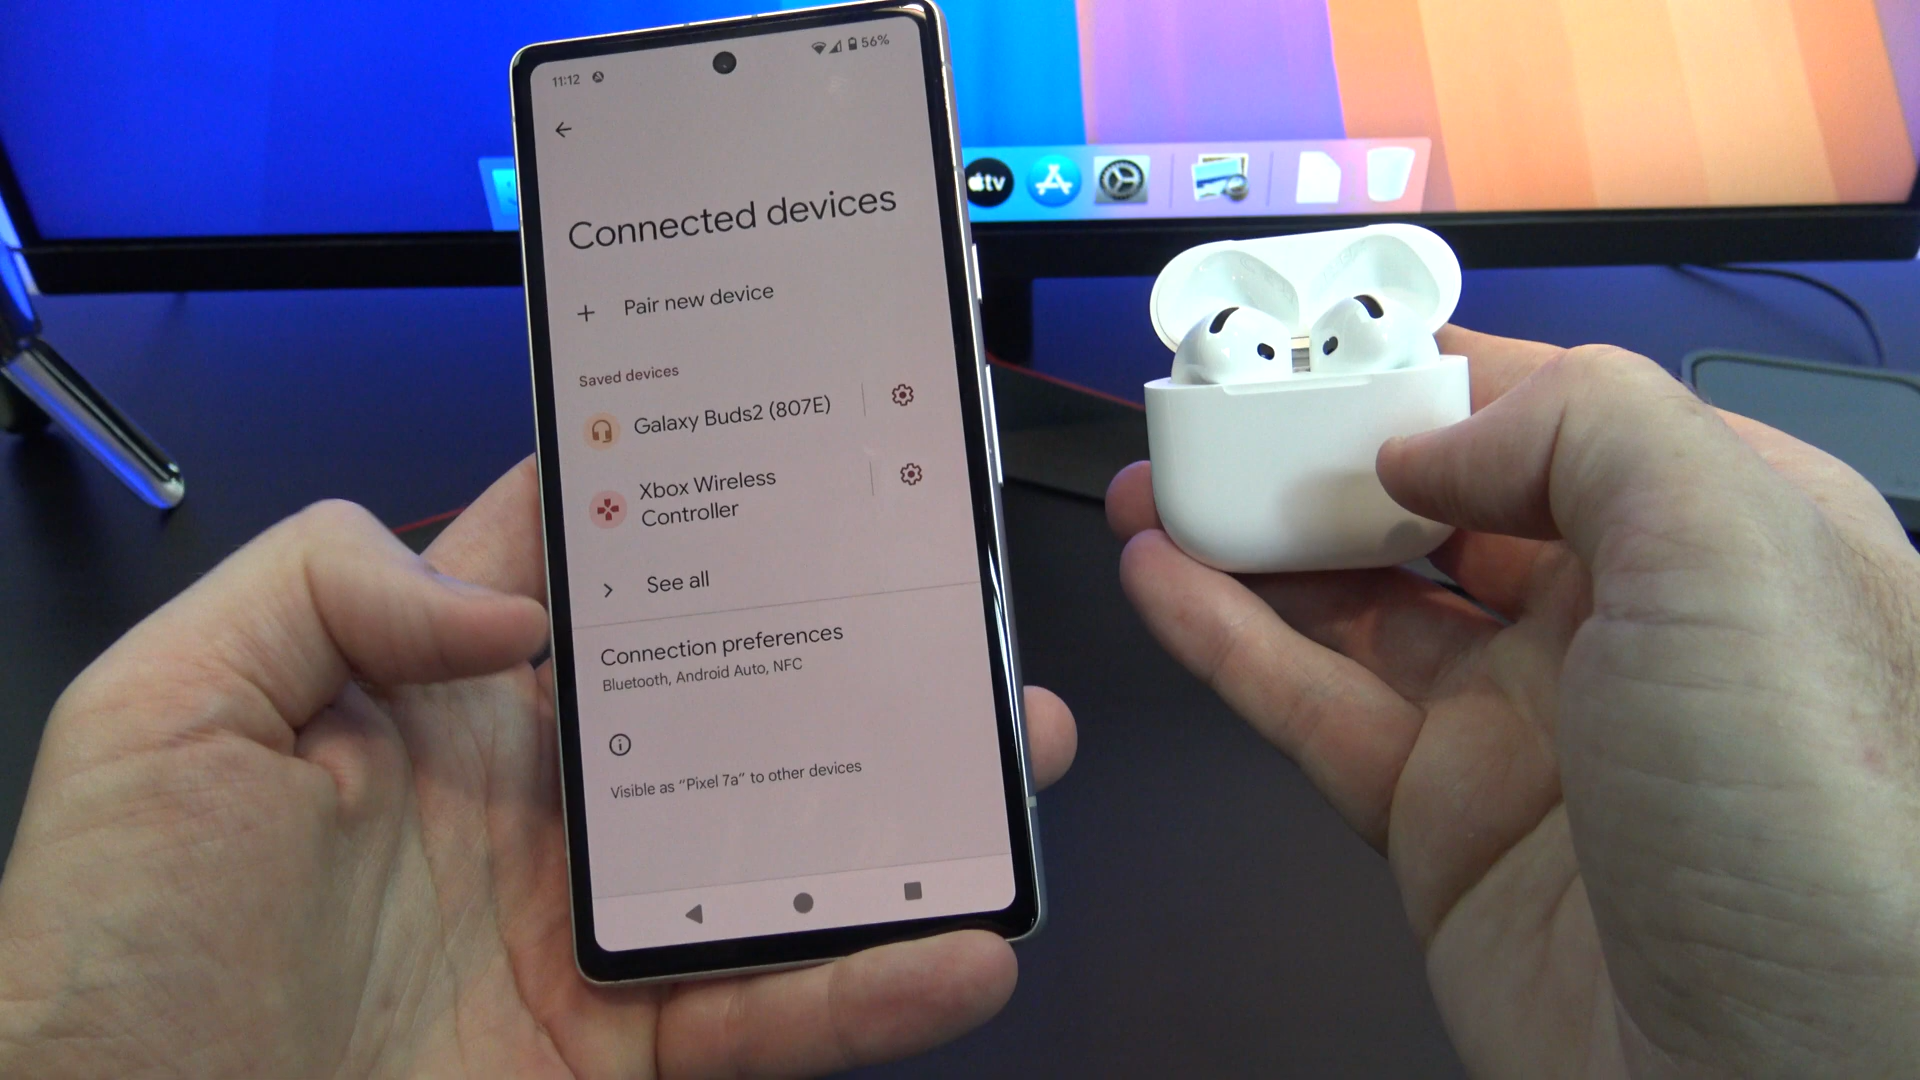 11:12
56%
Connected devices
Pair new device
Saved devices
Galaxy Buds2 (807E)
Xbox Wireless
Controller
See all
Connection preferences
Bluetooth, Android Auto, NFC
Visible as “Pixel 7a” to other devices
tv